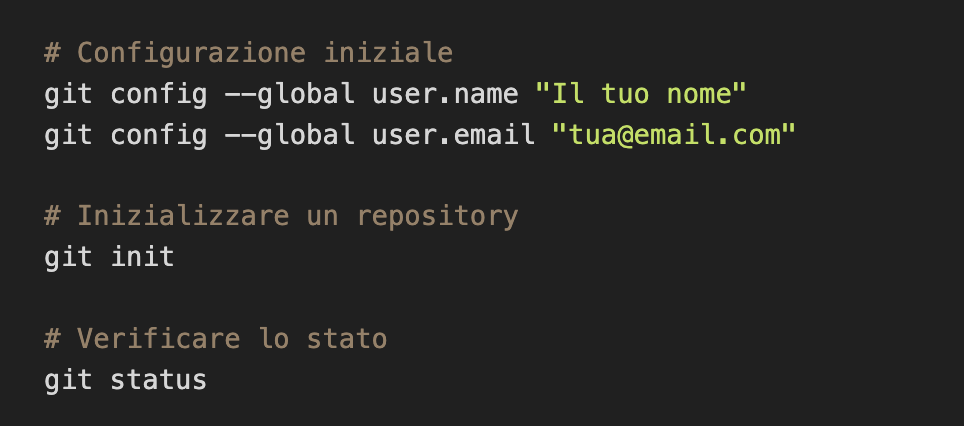 # Configurazione iniziale
git config --global user.name "Il tuo nome"
git config --global user.email "tua@email.com"
# Inizializzare un repository
git init
# Verificare lo stato
git status